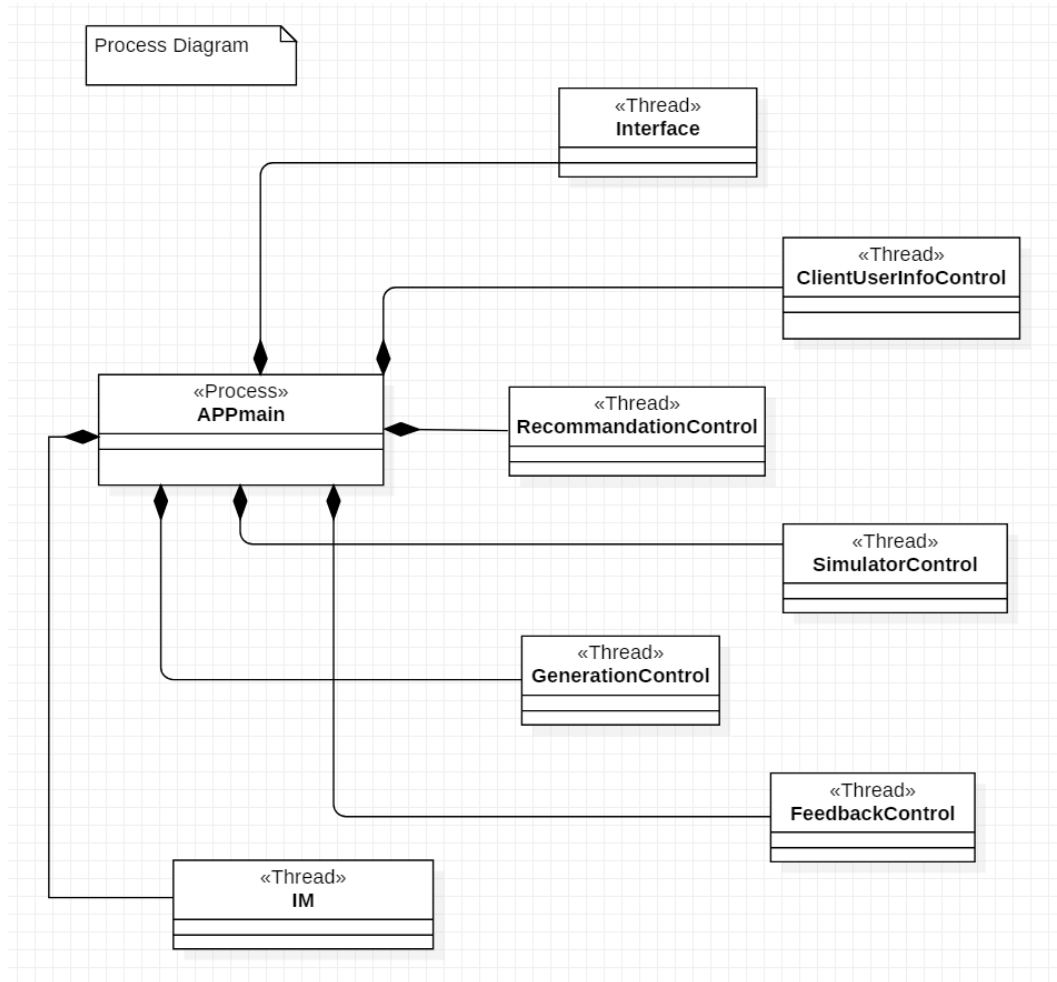 Process Diagram
«Thread»
Interface
«Thread»
ClientUserInfoControl
«Process»
APPmain
«Thread»
RecommandationControl
«Thread»
SimulatorControl
«Thread»
GenerationControl
«Thread»
FeedbackControl
«Thread»
IM